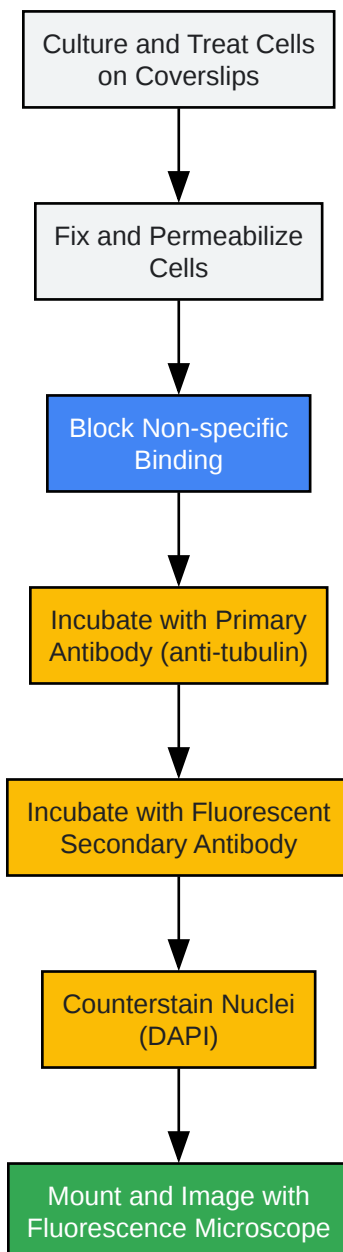 Culture and Treat Cells
on Coverslips
Fix and Permeabilize
Cells
Block Non-specific
Binding
Incubate with Primary
Antibody (anti-tubulin)
Incubate with Fluorescent
Secondary Antibody
Counterstain Nuclei
(DAPI)
Mount and Image with
Fluorescence Microscope